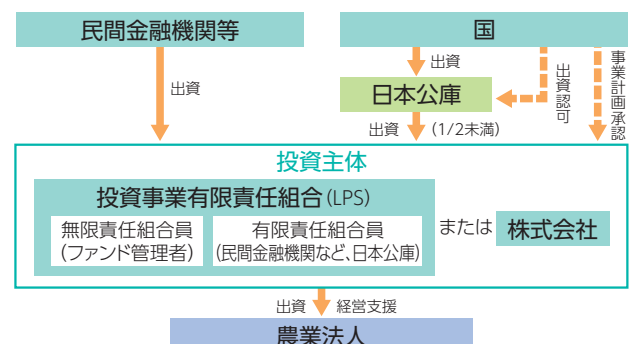 民間金融機関等
国
出資
出資
日本公庫
出資認可
事業計画承認
出資 (1/2未満)
投資主体
投資事業有限責任組合(LPS)
無限責任組合員
(ファンド管理者)
有限責任組合員
(民間金融機関など、日本公庫)
または
株式会社
出資 経営支援
農業法人